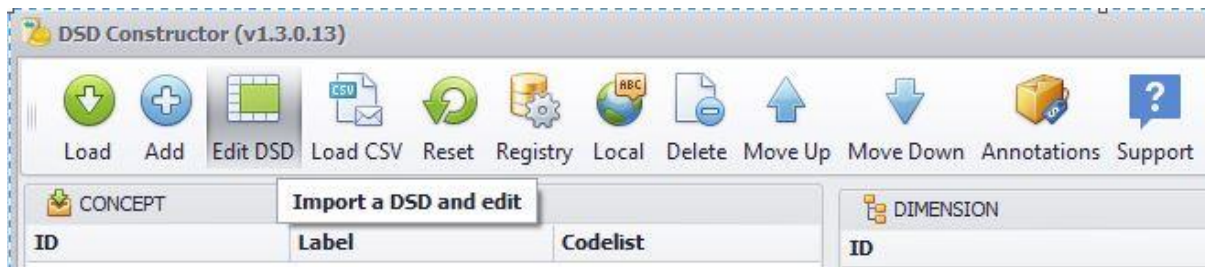 DSD Constructor (v1.3.0.13)
CSV ABC ?
Load Add Edit DSD Load CSV Reset Registry Local Delete Move Up Move Down Annotations Support
CONCEPT Import a DSD and edit DIMENSION
ID Label Codelist ID